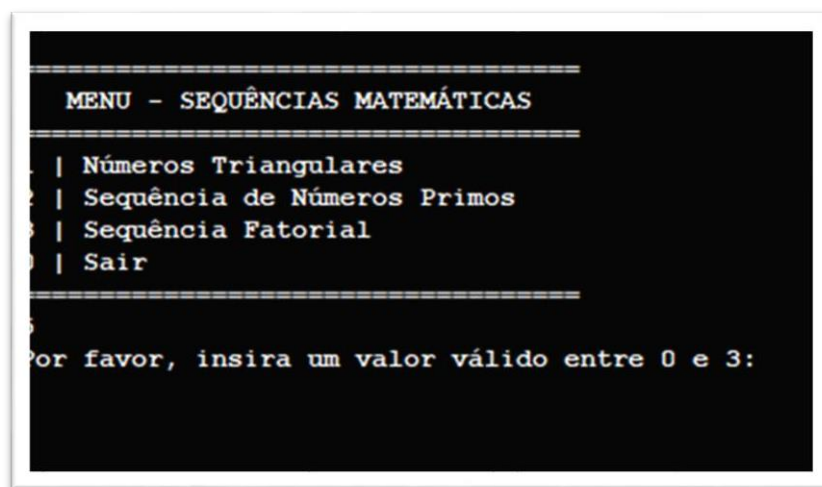 ===================================
MENU - SEQUÊNCIAS MATEMÁTICAS
===================================
| Números Triangulares
| Sequência de Números Primos
| Sequência Fatorial
| Sair
===================================
Por favor, insira um valor válido entre 0 e 3: